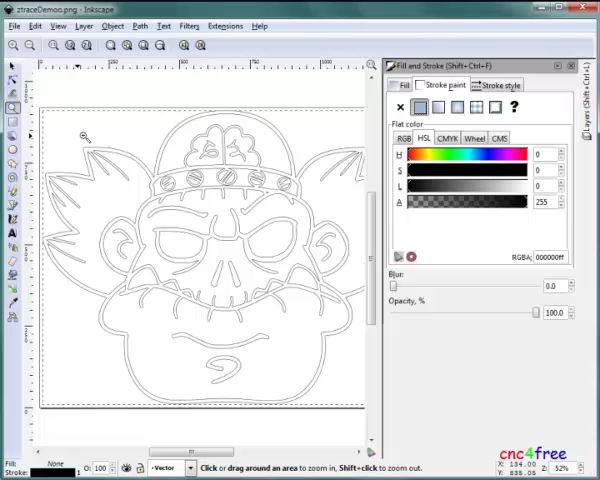 ztraceDemoo.png - Inkscape
File Edit View Layer Object Path Text Filters Extensions Help
Fill and Stroke (Shift+Ctrl+F)
Layers (Shift+Ctrl+L)
Fill Stroke paint Stroke style
?
Flat color
RGB HSL CMYK Wheel CMS
H 0
S 0
L 0
A 255
RGBA: 000000ff
Blur:
0.0
Opacity, %
100.0
cnc4free
Fill: None
Stroke: 1 O: 100 Vector Click or drag around an area to zoom in, Shift+click to zoom out. X: 134.00 Y: 835.05 Z: 52%